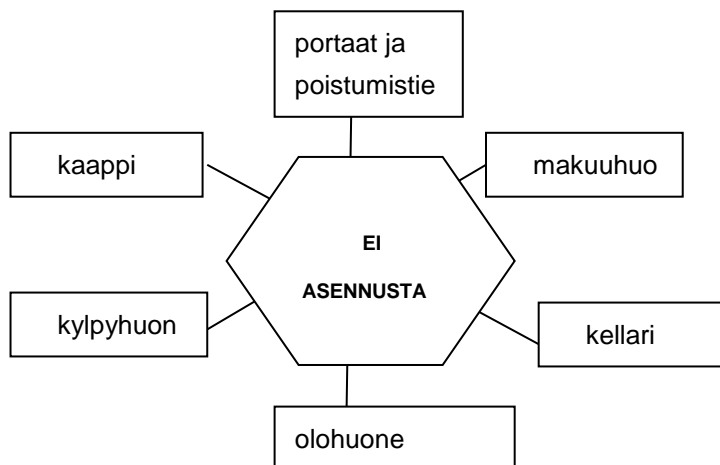 portaat ja
poistumistie
kaappi
makuuhuo
EI
ASENNUSTA
kylpyhuon
kellari
olohuone